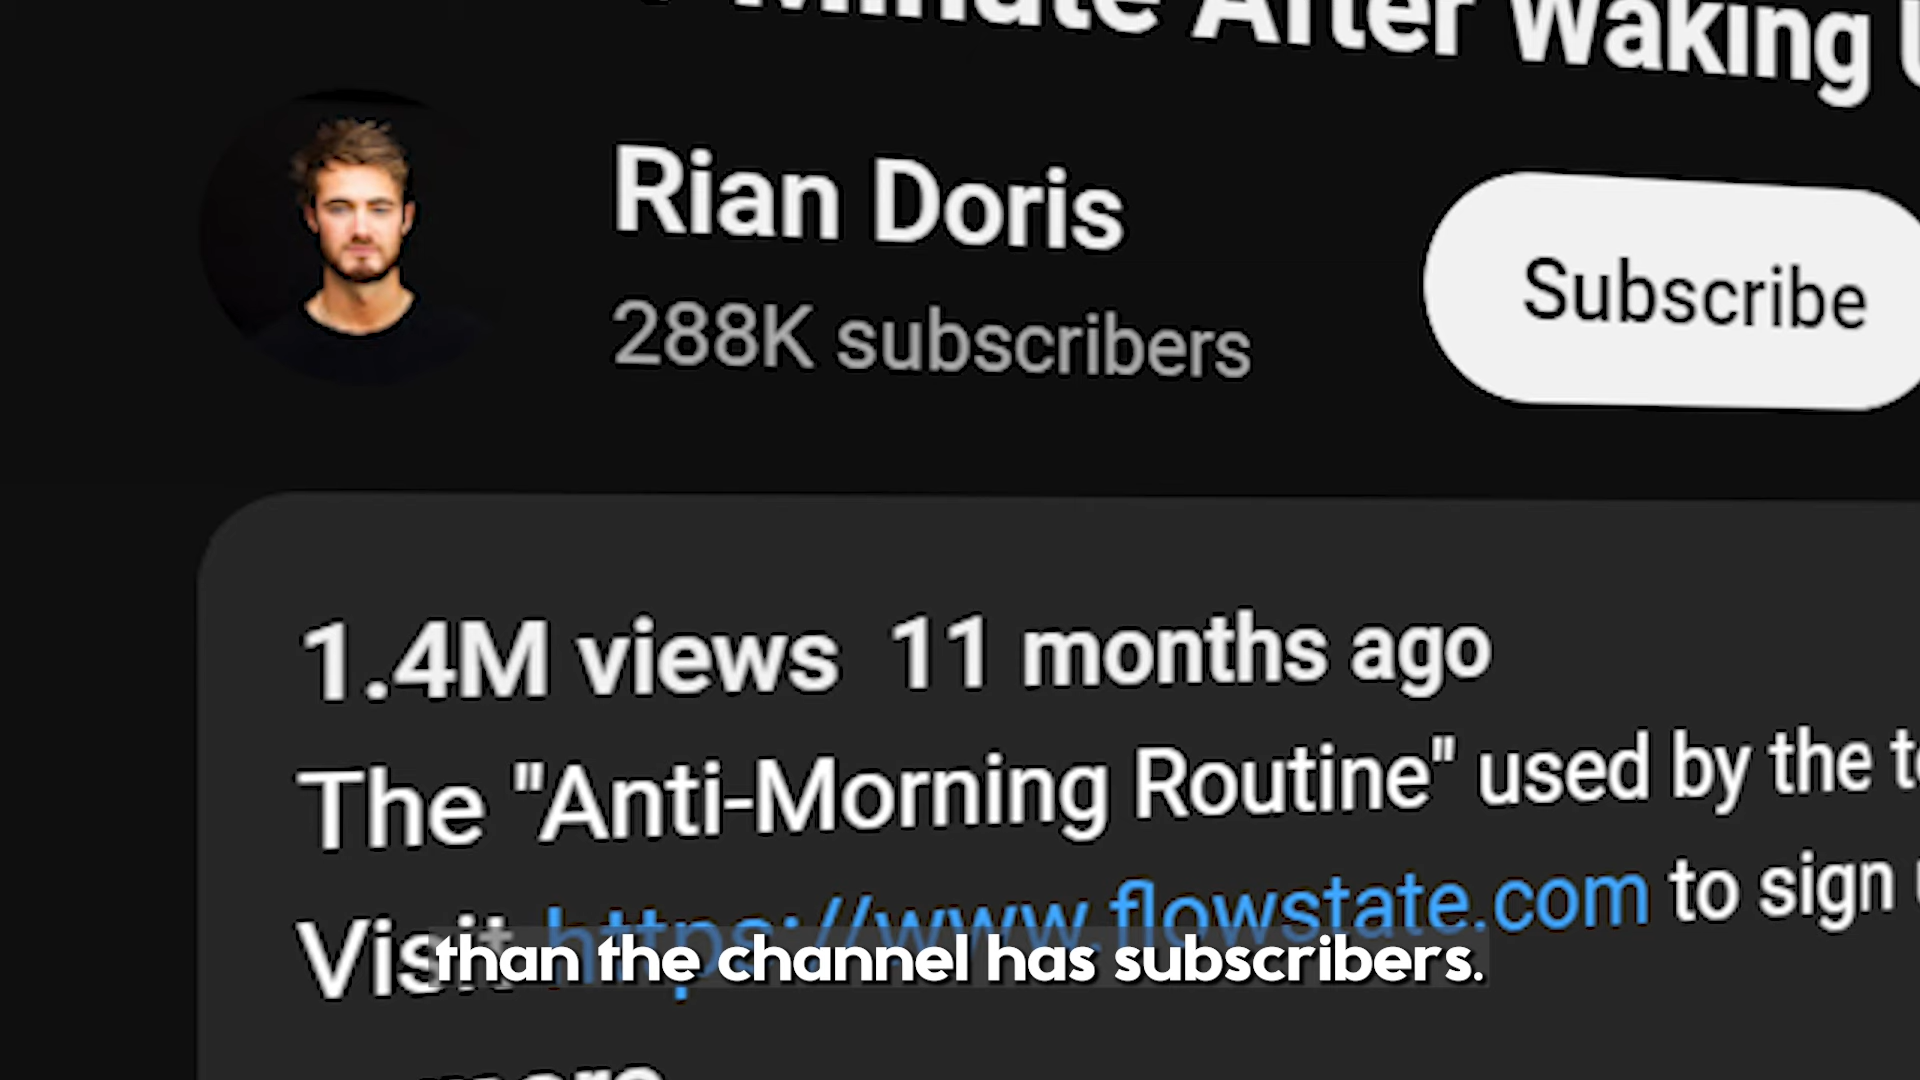 Minute After Waking
Rian Doris
288K subscribers
Subscribe
1.4M views 11 months ago
The "Anti-Morning Routine" used by the
Visit https://www.flowstate.com to sign
than the channel has subscribers.